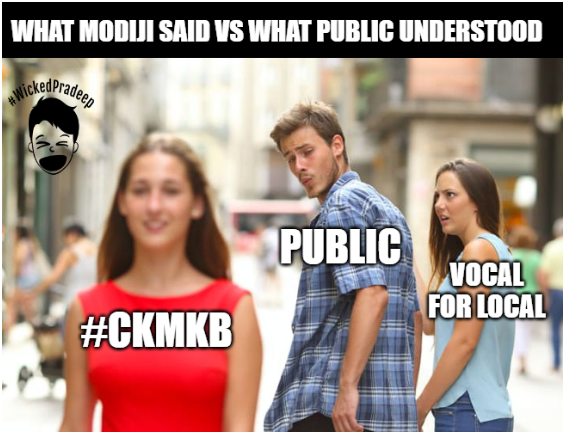 WHAT MODIJI SAID VS WHAT PUBLIC UNDERSTOOD
#WickedPradeep
PUBLIC
VOCAL
FOR LOCAL
#CKMKB